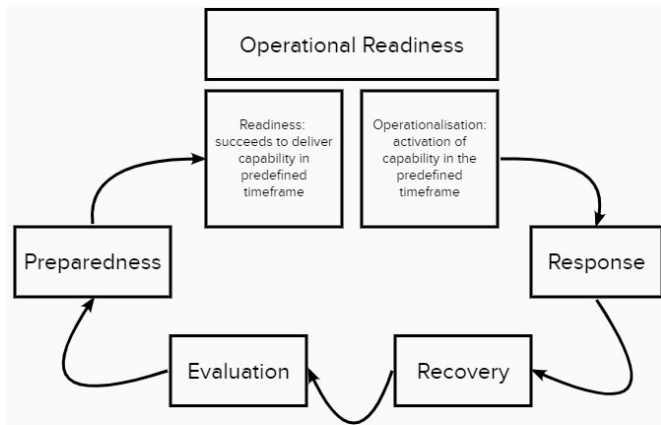 Operational Readiness
Readiness:
succeeds to deliver
capability in
predefined
timeframe
Operationalisation:
activation of
capability in the
predefined
timeframe
Preparedness
Response
Evaluation
Recovery